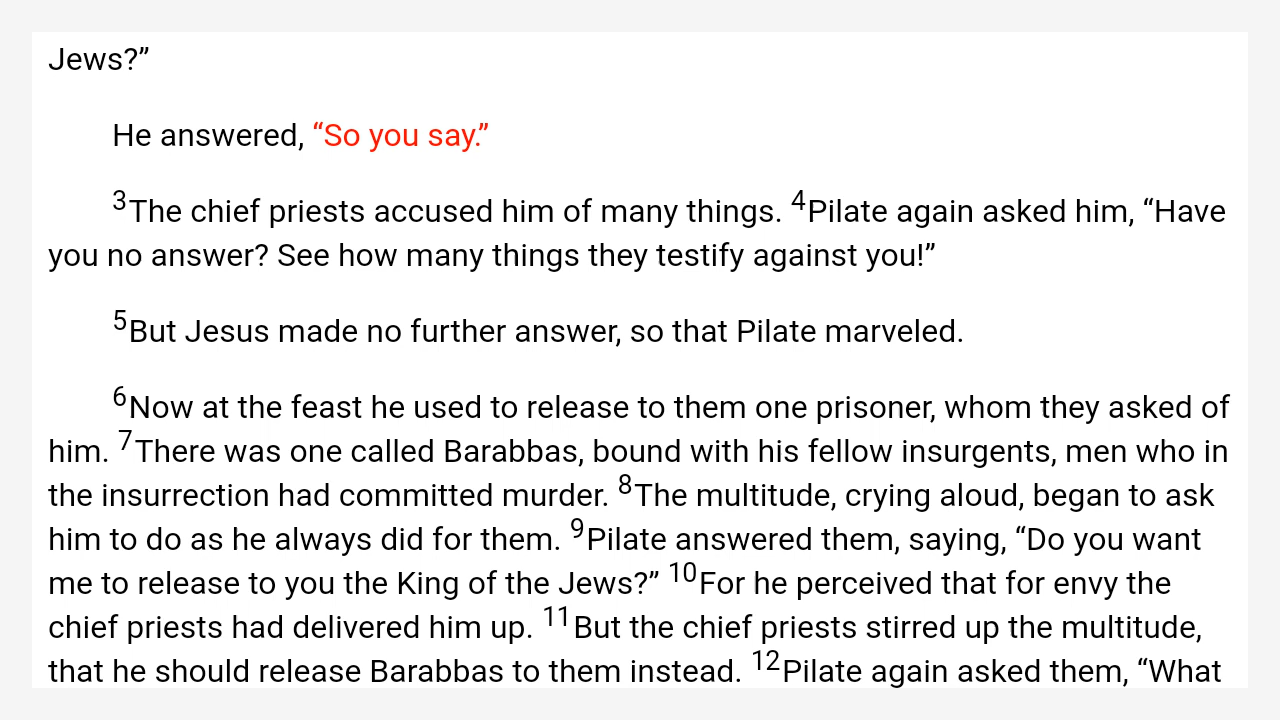 Jews?”
He answered, “So you say.”
3The chief priests accused him of many things. 4Pilate again asked him, “Have
you no answer? See how many things they testify against you!”
5But Jesus made no further answer, so that Pilate marveled.
6Now at the feast he used to release to them one prisoner, whom they asked of
him. 7There was one called Barabbas, bound with his fellow insurgents, men who in
the insurrection had committed murder. 8The multitude, crying aloud, began to ask
him to do as he always did for them. 9Pilate answered them, saying, “Do you want
me to release to you the King of the Jews?” 10For he perceived that for envy the
chief priests had delivered him up. 11But the chief priests stirred up the multitude,
that he should release Barabbas to them instead. 12Pilate again asked them, “What